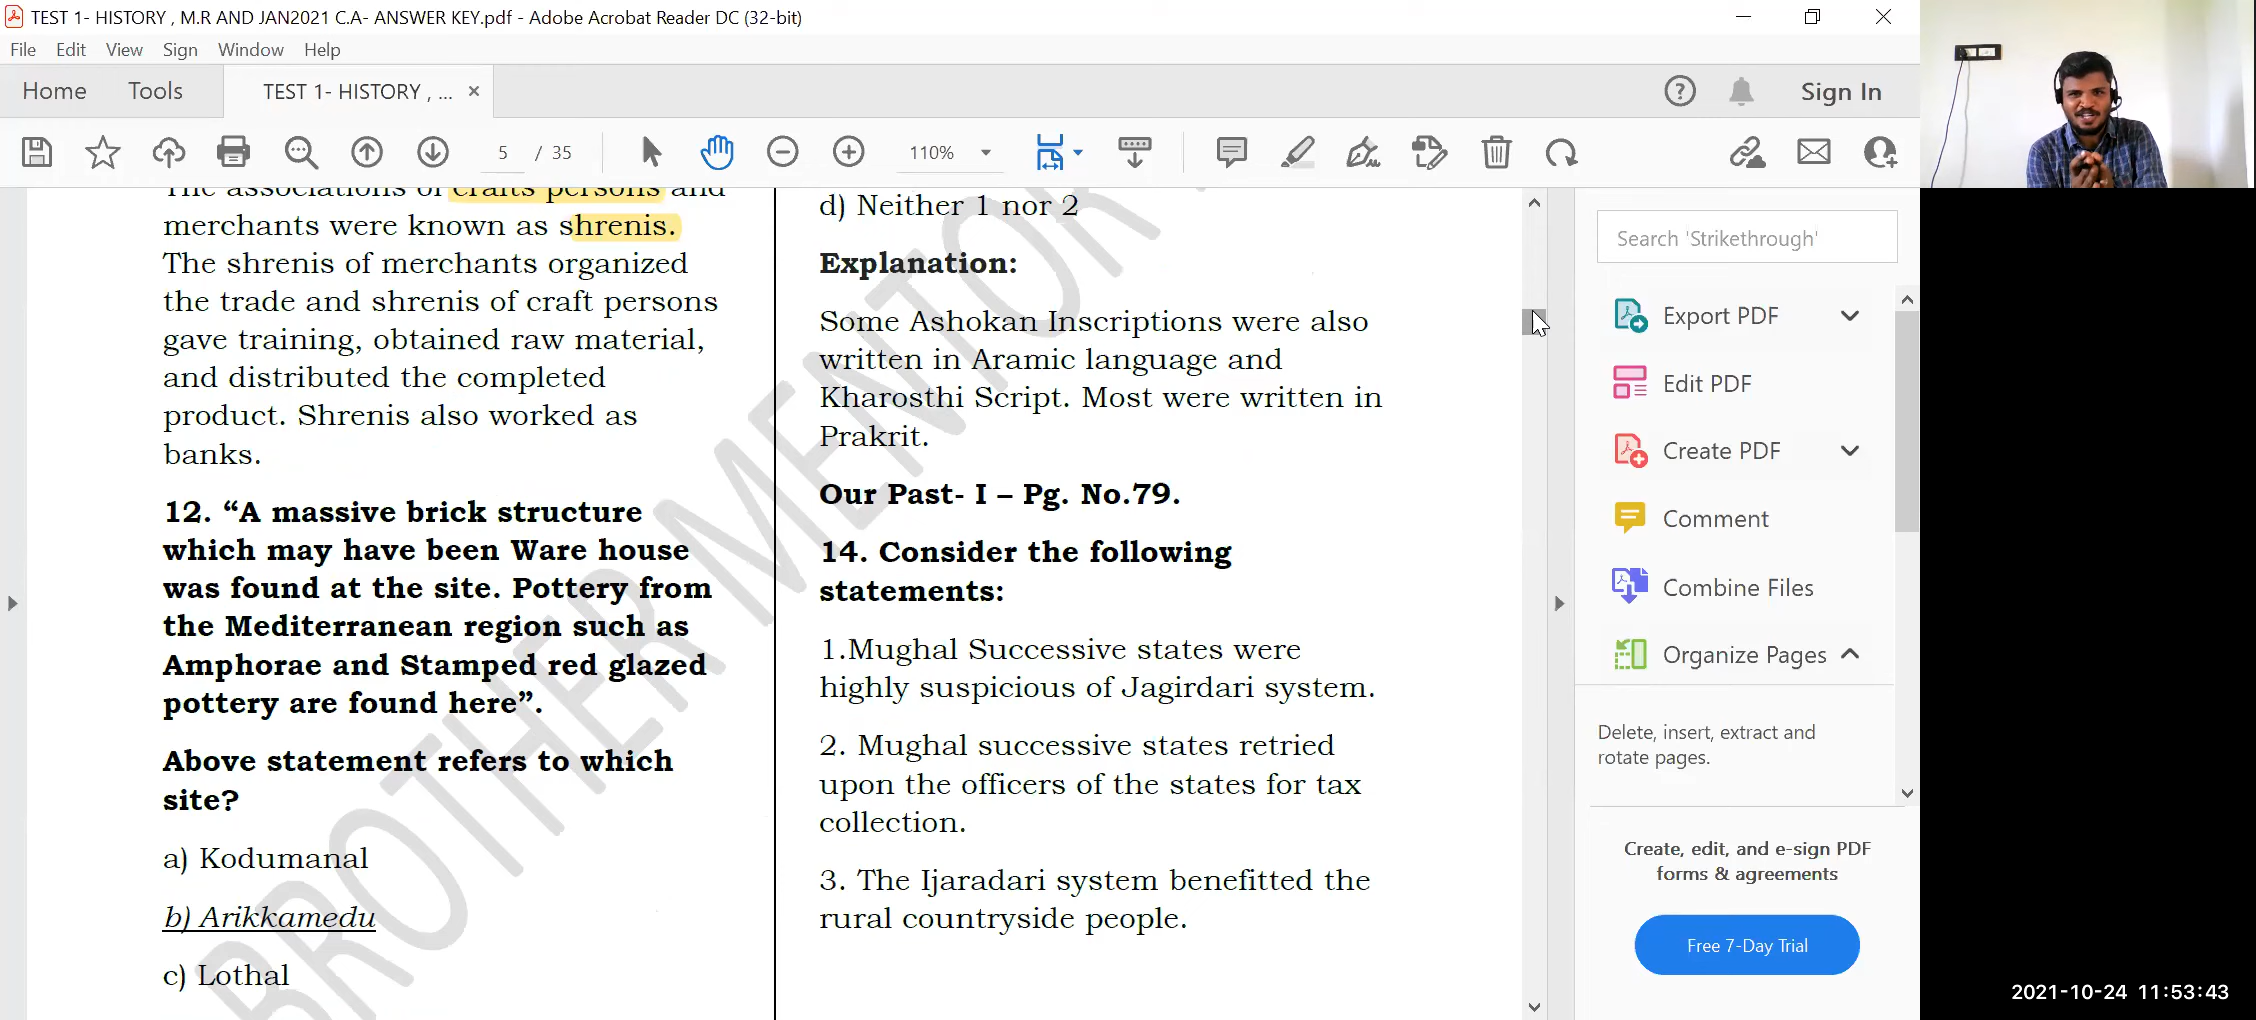 TEST 1- HISTORY , M.R AND JAN2021 C.A- ANSWER KEY.pdf - Adobe Acrobat Reader DC (32-bit)
File Edit View Sign Window Help
Home Tools TEST 1- HISTORY , ... ×
Sign In
5 / 35
110%
The associations of crafts persons and
merchants were known as shrenis.
The shrenis of merchants organized
the trade and shrenis of craft persons
gave training, obtained raw material,
and distributed the completed
product. Shrenis also worked as
banks.
12. “A massive brick structure
which may have been Ware house
was found at the site. Pottery from
the Mediterranean region such as
Amphorae and Stamped red glazed
pottery are found here”.
Above statement refers to which
site?
a) Kodumanal
b) Arikkamedu
c) Lothal
d) Neither 1 nor 2
Explanation:
Some Ashokan Inscriptions were also
written in Aramic language and
Kharosthi Script. Most were written in
Prakrit.
Our Past- I – Pg. No.79.
14. Consider the following
statements:
1.Mughal Successive states were
highly suspicious of Jagirdari system.
2. Mughal successive states retried
upon the officers of the states for tax
collection.
3. The Ijaradari system benefitted the
rural countryside people.
BROTHER MENTOR
Search 'Strikethrough'
Export PDF
Edit PDF
Create PDF
Comment
Combine Files
Organize Pages
Delete, insert, extract and
rotate pages.
Create, edit, and e-sign PDF
forms & agreements
Free 7-Day Trial
2021-10-24 11:53:43